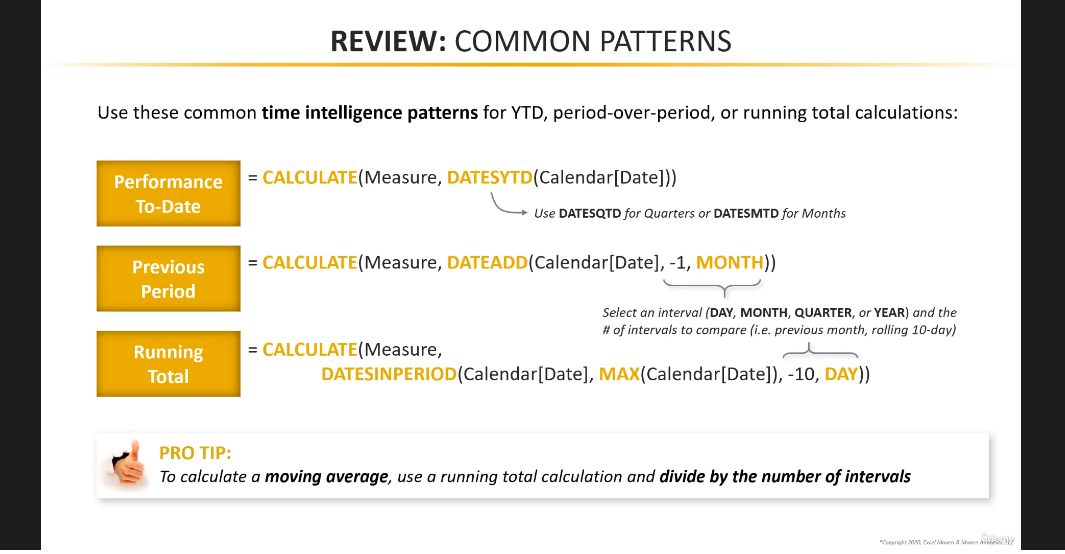 REVIEW: COMMON PATTERNS
Use these common time intelligence patterns for YTD, period-over-period, or running total calculations:
Performance
To-Date
= CALCULATE(Measure, DATESYTD(Calendar[Date]))
Use DATESQTD for Quarters or DATESMTD for Months
Previous
Period
= CALCULATE(Measure, DATEADD(Calendar[Date], -1, MONTH))
Select an interval (DAY, MONTH, QUARTER, or YEAR) and the
# of intervals to compare (i.e. previous month, rolling 10-day)
Running
Total
= CALCULATE(Measure,
DATESINPERIOD(Calendar[Date], MAX(Calendar[Date]), -10, DAY))
PRO TIP:
To calculate a moving average, use a running total calculation and divide by the number of intervals
*Copyright 2020, Excel Maven & Maven Analytics, LLC